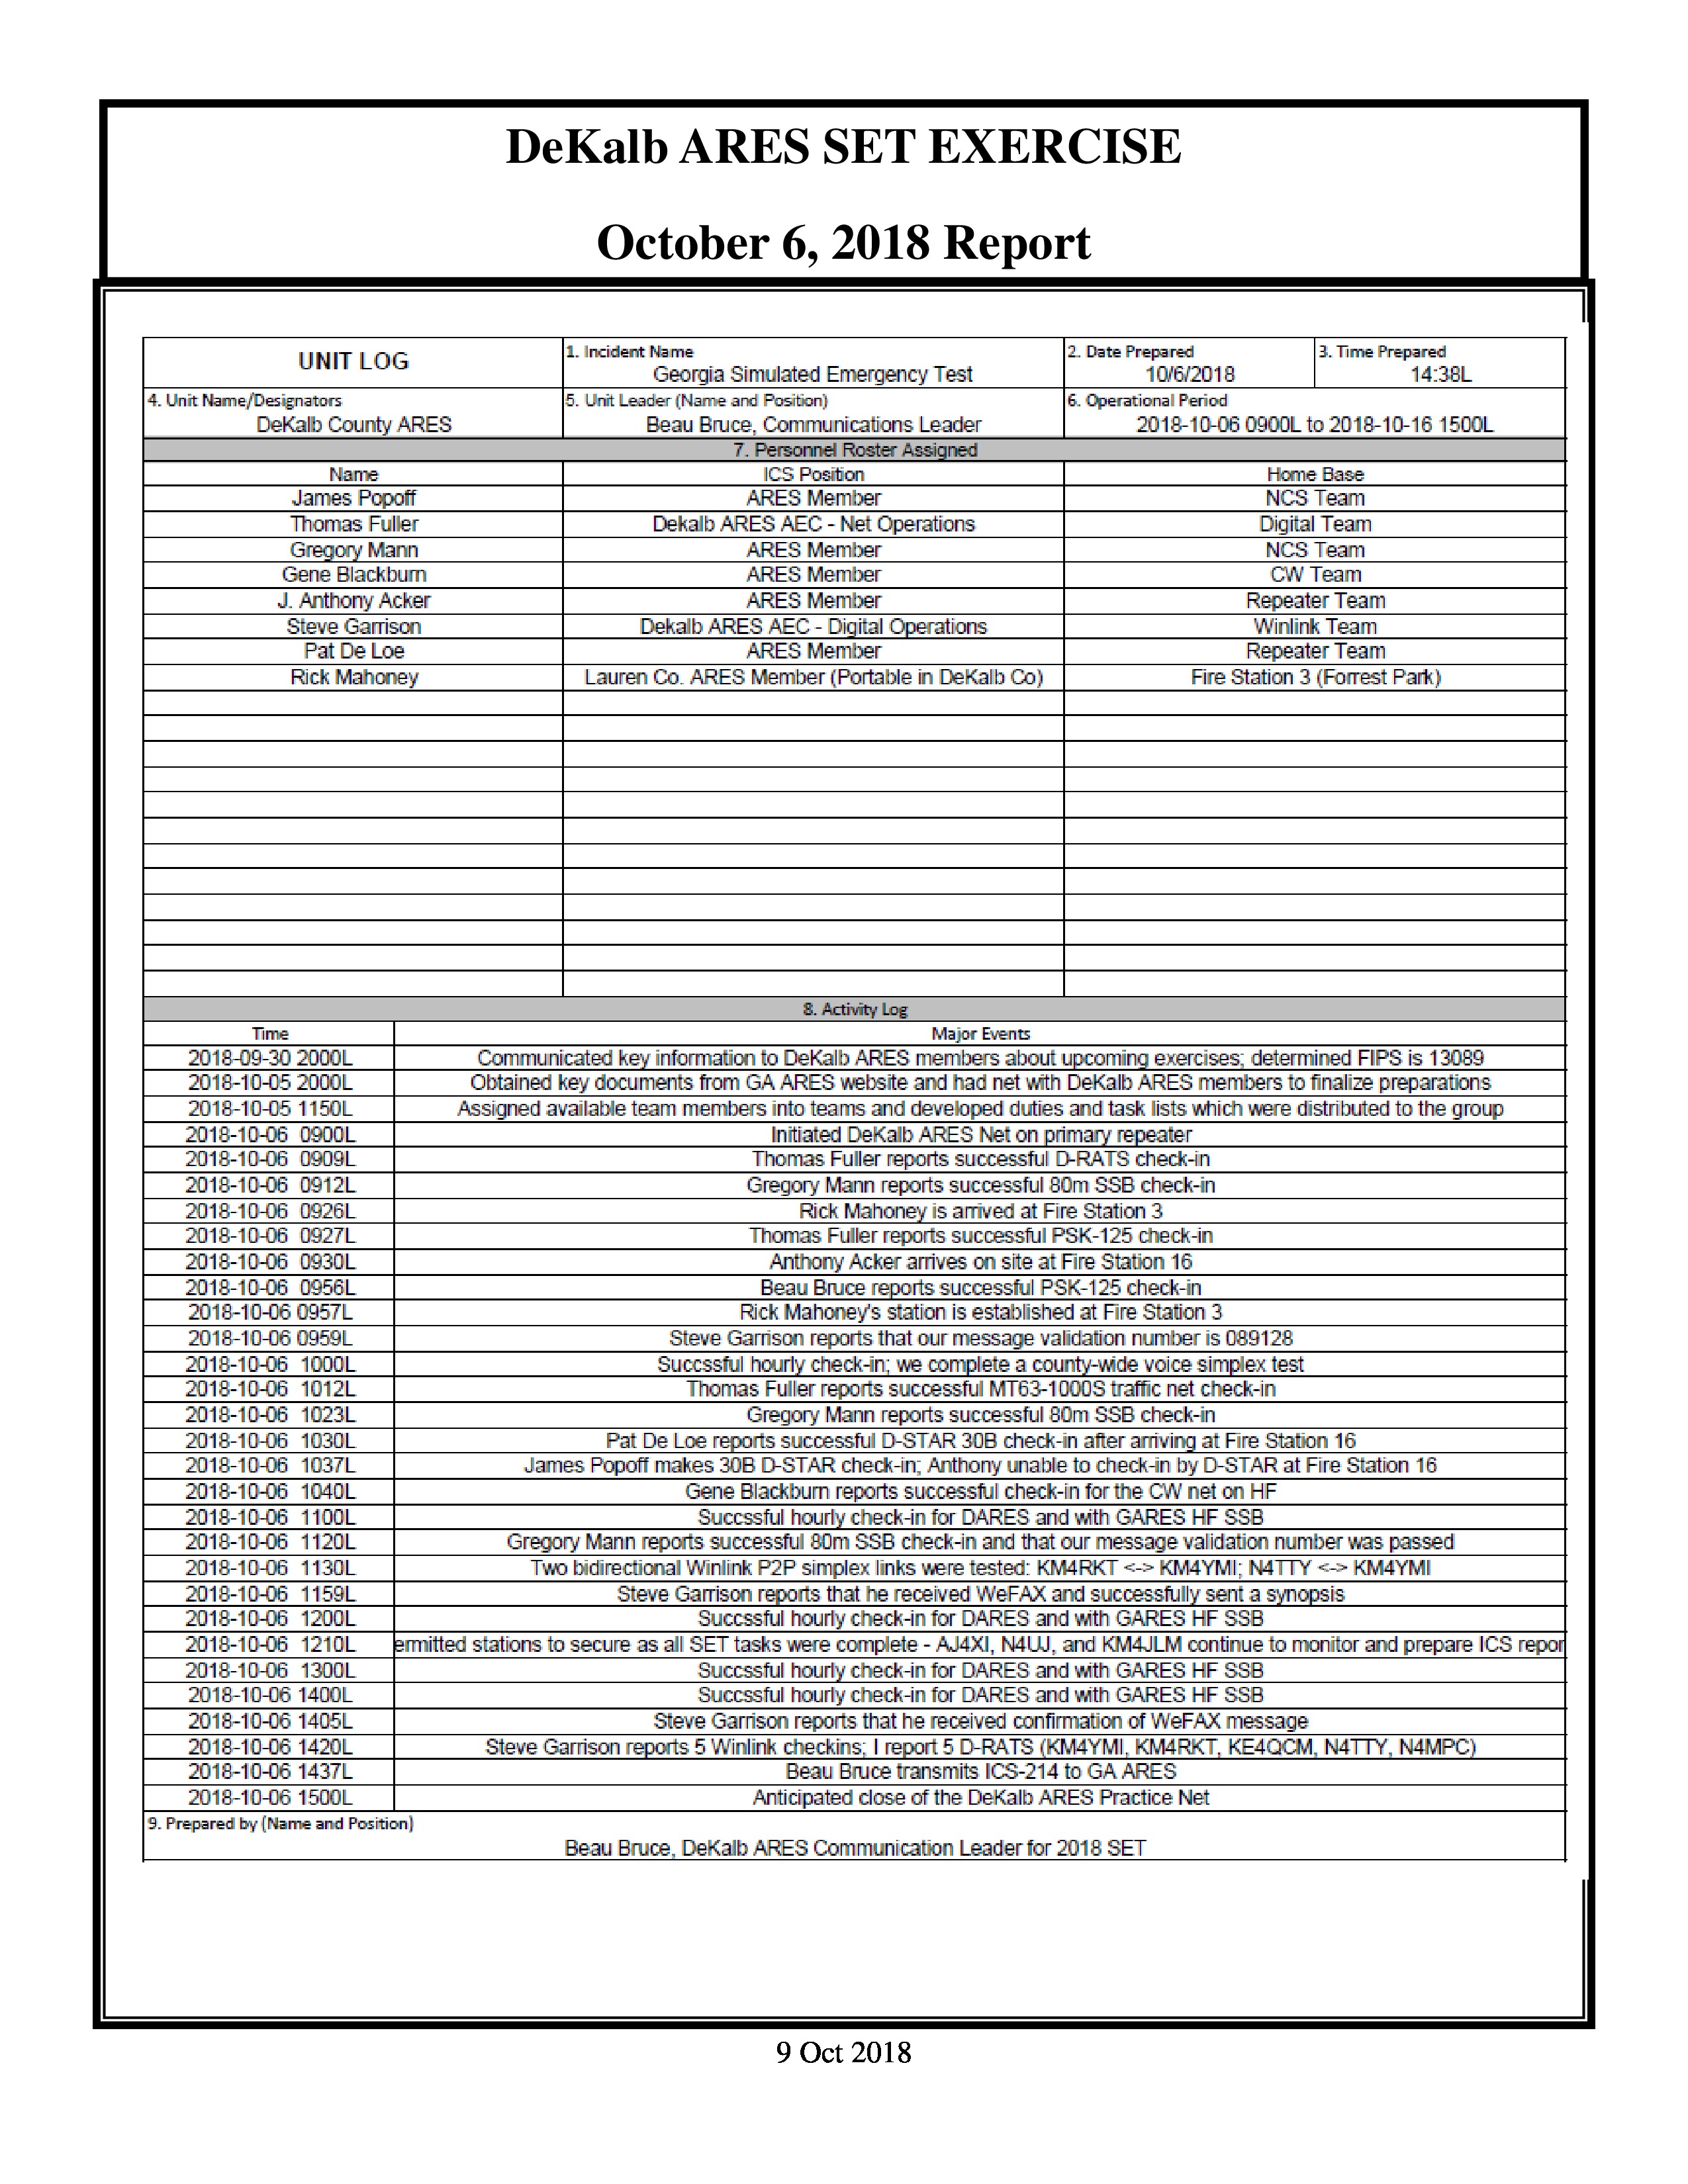 DeKalb ARES SET EXERCISE
October 6, 2018 Report
UNIT LOG
1. Incident Name
Georgia Simulated Emergency Test
2. Date Prepared
10/6/2018
3. Time Prepared
14:38L
4. Unit Name/Designators
DeKalb County ARES
5. Unit Leader (Name and Position)
Beau Bruce, Communications Leader
6. Operational Period
2018-10-06 0900L to 2018-10-16 1500L
7. Personnel Roster Assigned
Name ICS Position Home Base
James Popoff ARES Member NCS Team
Thomas Fuller Dekalb ARES AEC - Net Operations Digital Team
Gregory Mann ARES Member NCS Team
Gene Blackburn ARES Member CW Team
J. Anthony Acker ARES Member Repeater Team
Steve Garrison Dekalb ARES AEC - Digital Operations Winlink Team
Pat De Loe ARES Member Repeater Team
Rick Mahoney Lauren Co. ARES Member (Portable in DeKalb Co) Fire Station 3 (Forrest Park)
8. Activity Log
Time Major Events
2018-09-30 2000L Communicated key information to DeKalb ARES members about upcoming exercises; determined FIPS is 13089
2018-10-05 2000L Obtained key documents from GA ARES website and had net with DeKalb ARES members to finalize preparations
2018-10-05 1150L Assigned available team members into teams and developed duties and task lists which were distributed to the group
2018-10-06 0900L Initiated DeKalb ARES Net on primary repeater
2018-10-06 0909L Thomas Fuller reports successful D-RATS check-in
2018-10-06 0912L Gregory Mann reports successful 80m SSB check-in
2018-10-06 0926L Rick Mahoney is arrived at Fire Station 3
2018-10-06 0927L Thomas Fuller reports successful PSK-125 check-in
2018-10-06 0930L Anthony Acker arrives on site at Fire Station 16
2018-10-06 0956L Beau Bruce reports successful PSK-125 check-in
2018-10-06 0957L Rick Mahoney's station is established at Fire Station 3
2018-10-06 0959L Steve Garrison reports that our message validation number is 089128
2018-10-06 1000L Succssful hourly check-in; we complete a county-wide voice simplex test
2018-10-06 1012L Thomas Fuller reports successful MT63-1000S traffic net check-in
2018-10-06 1023L Gregory Mann reports successful 80m SSB check-in
2018-10-06 1030L Pat De Loe reports successful D-STAR 30B check-in after arriving at Fire Station 16
2018-10-06 1037L James Popoff makes 30B D-STAR check-in; Anthony unable to check-in by D-STAR at Fire Station 16
2018-10-06 1040L Gene Blackburn reports successful check-in for the CW net on HF
2018-10-06 1100L Succssful hourly check-in for DARES and with GARES HF SSB
2018-10-06 1120L Gregory Mann reports successful 80m SSB check-in and that our message validation number was passed
2018-10-06 1130L Two bidirectional Winlink P2P simplex links were tested: KM4RKT <-> KM4YMI; N4TTY <-> KM4YMI
2018-10-06 1159L Steve Garrison reports that he received WeFAX and successfully sent a synopsis
2018-10-06 1200L Succssful hourly check-in for DARES and with GARES HF SSB
2018-10-06 1210L ermitted stations to secure as all SET tasks were complete - AJ4XI, N4UJ, and KM4JLM continue to monitor and prepare ICS repor
2018-10-06 1300L Succssful hourly check-in for DARES and with GARES HF SSB
2018-10-06 1400L Succssful hourly check-in for DARES and with GARES HF SSB
2018-10-06 1405L Steve Garrison reports that he received confirmation of WeFAX message
2018-10-06 1420L Steve Garrison reports 5 Winlink checkins; I report 5 D-RATS (KM4YMI, KM4RKT, KE4QCM, N4TTY, N4MPC)
2018-10-06 1437L Beau Bruce transmits ICS-214 to GA ARES
2018-10-06 1500L Anticipated close of the DeKalb ARES Practice Net
9. Prepared by (Name and Position)
Beau Bruce, DeKalb ARES Communication Leader for 2018 SET
9 Oct 2018